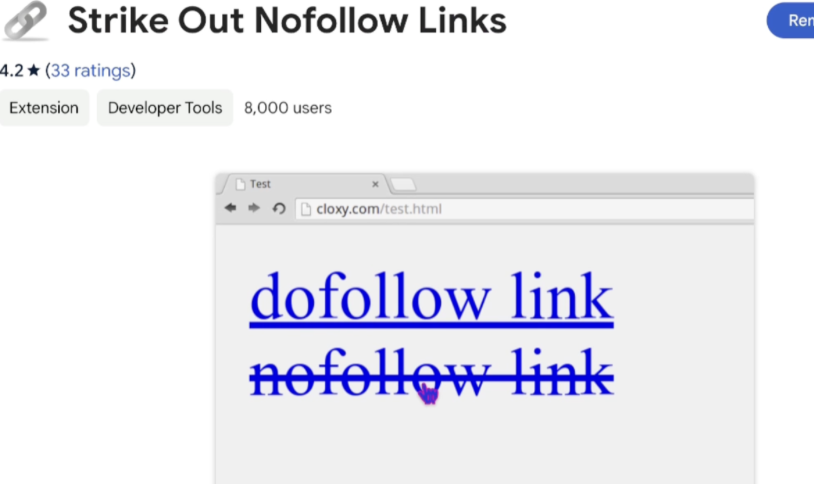 Strike Out Nofollow Links
4.2 ★ (33 ratings)
Extension Developer Tools 8,000 users
Test ×
cloxy.com/test.html
dofollow link
nofollow link